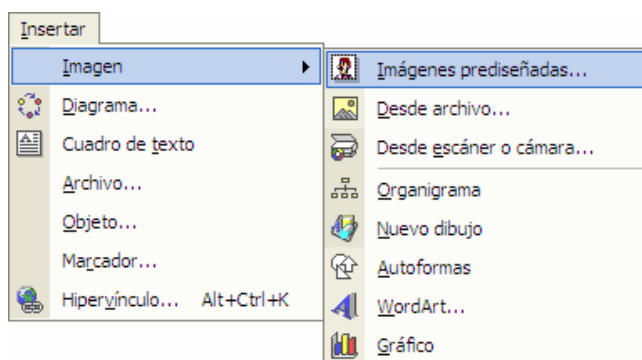 Insertar
Imagen
Diagrama...
Cuadro de texto
Archivo...
Objeto...
Marcador...
Hipervínculo... Alt+Ctrl+K
Imágenes prediseñadas...
Desde archivo...
Desde escáner o cámara...
Organigrama
Nuevo dibujo
Autoformas
WordArt...
Gráfico